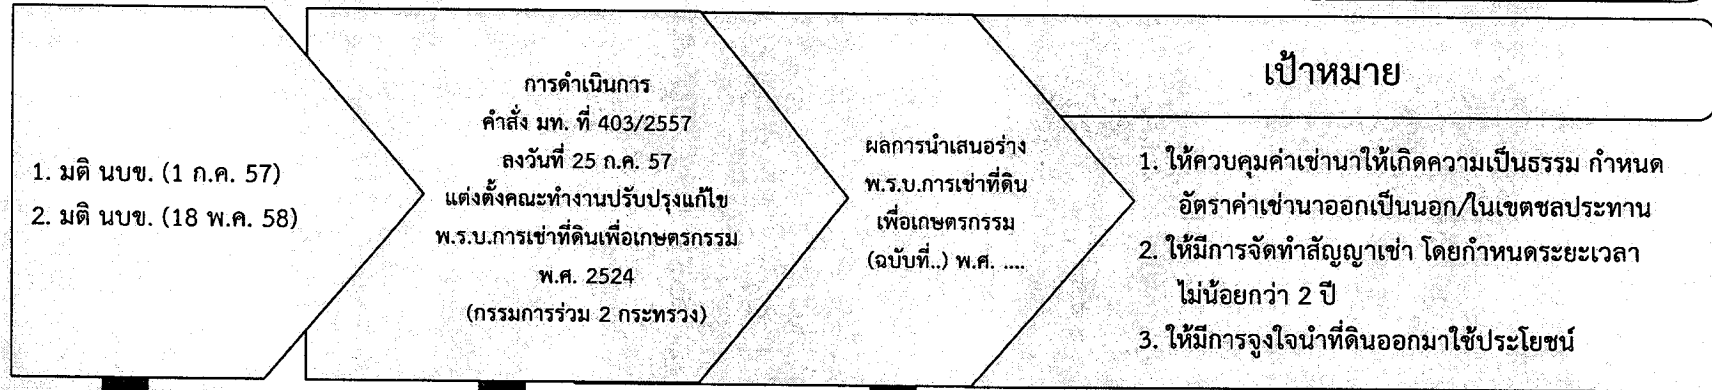 1. มติ นบข. (1 ก.ค. 57)
2. มติ นบข. (18 พ.ค. 58)
การดำเนินการ
คำสั่ง มท. ที่ 403/2557
ลงวันที่ 25 ก.ค. 57
แต่งตั้งคณะทำงานปรับปรุงแก้ไข
พ.ร.บ.การเช่าที่ดินเพื่อเกษตรกรรม
พ.ศ. 2524
(กรรมการร่วม 2 กระทรวง)
ผลการนำเสนอร่าง
พ.ร.บ.การเช่าที่ดิน
เพื่อเกษตรกรรม
(ฉบับที่..) พ.ศ. ....
เป้าหมาย
1. ให้ควบคุมค่าเช่านาให้เกิดความเป็นธรรม กำหนด
อัตราค่าเช่านาออกเป็นนอก/ในเขตชลประทาน
2. ให้มีการจัดทำสัญญาเช่า โดยกำหนดระยะเวลา
ไม่น้อยกว่า 2 ปี
3. ให้มีการจูงใจนำที่ดินออกมาใช้ประโยชน์